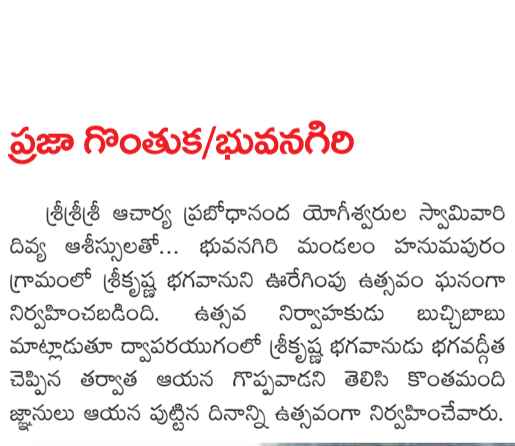 ప్రజా గొంతుక/భువనగిరి
శ్రీశ్రీశ్రీ ఆచార్య ప్రబోధానంద యోగీశ్వరుల స్వామివారి
దివ్య ఆశీస్సులతో... భువనగిరి మండలం హనుమపురం
గ్రామంలో శ్రీకృష్ణ భగవానుని ఊరేగింపు ఉత్సవం ఘనంగా
నిర్వహించబడింది. ఉత్సవ నిర్వాహకుడు బుచ్చిబాబు
మాట్లాడుతూ ద్వాపరయుగంలో శ్రీకృష్ణ భగవానుడు భగవద్గీత
చెప్పిన తర్వాత ఆయన గొప్పవాడని తెలిసి కొంతమంది
జ్ఞానులు ఆయన పుట్టిన దినాన్ని ఉత్సవంగా నిర్వహించేవారు.